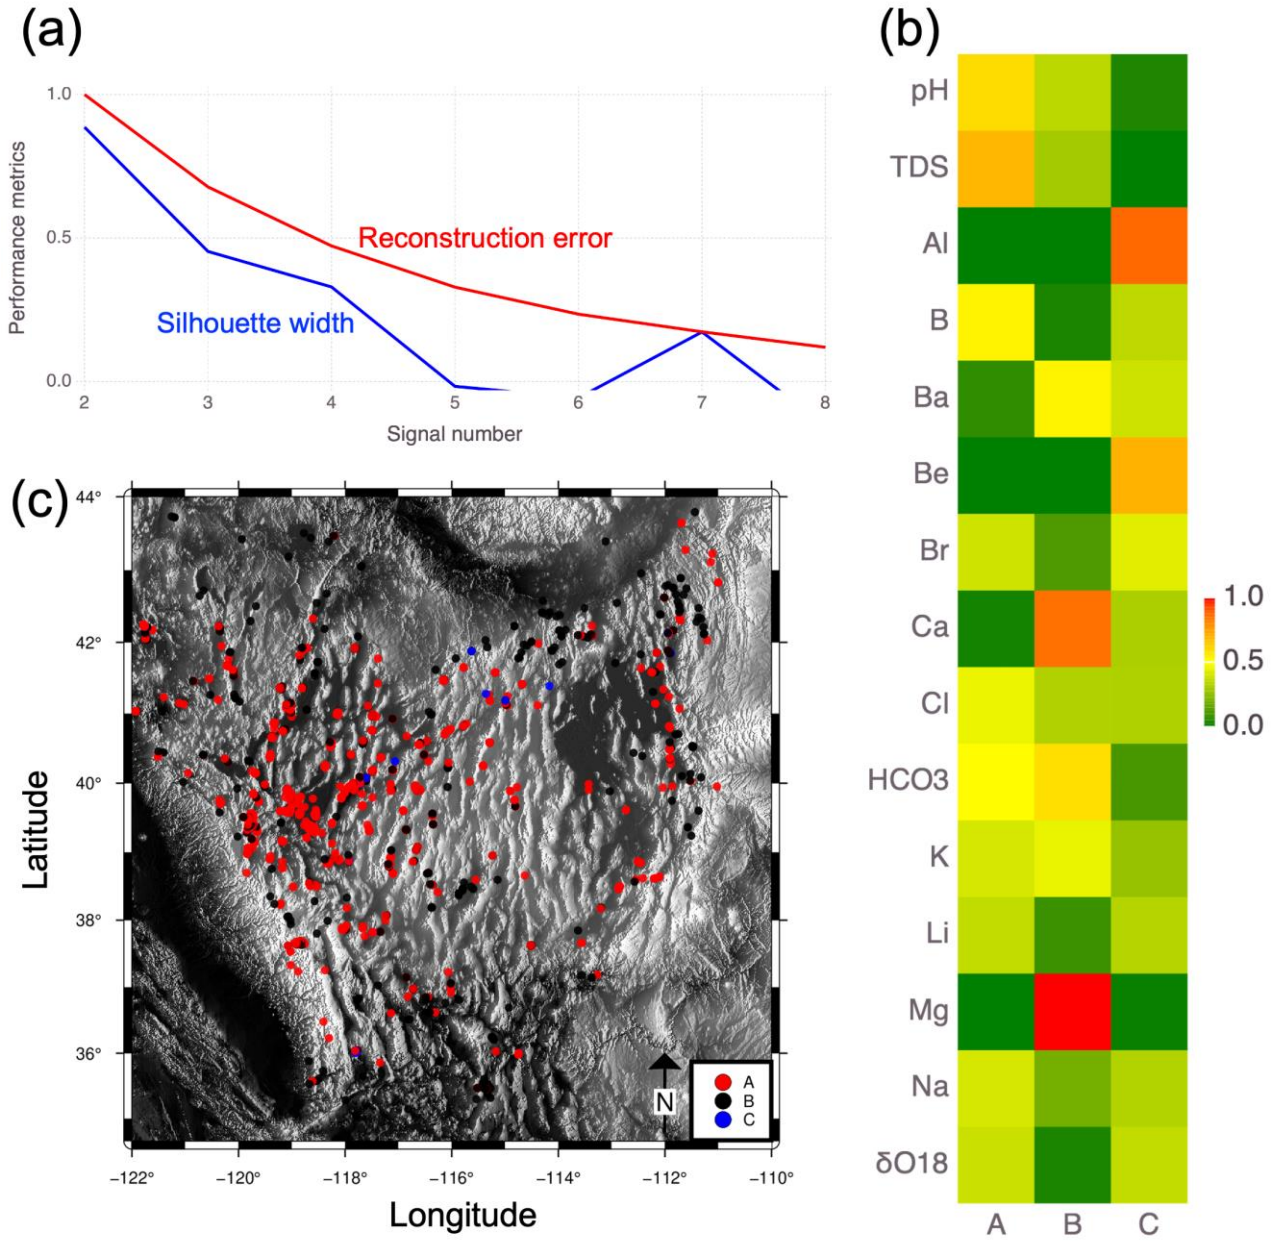 (a)
1.0
0.5
0.0
Performance metrics
Reconstruction error
Silhouette width
2 3 4 5 6 7 8
Signal number
(b)
pH
TDS
Al
B
Ba
Be
Br
Ca
Cl
HCO3
K
Li
Mg
Na
δO18
A B C
1.0
0.5
0.0
(c)
44°
42°
40°
38°
36°
Latitude
N
A
B
C
−122° −120° −118° −116° −114° −112° −110°
Longitude